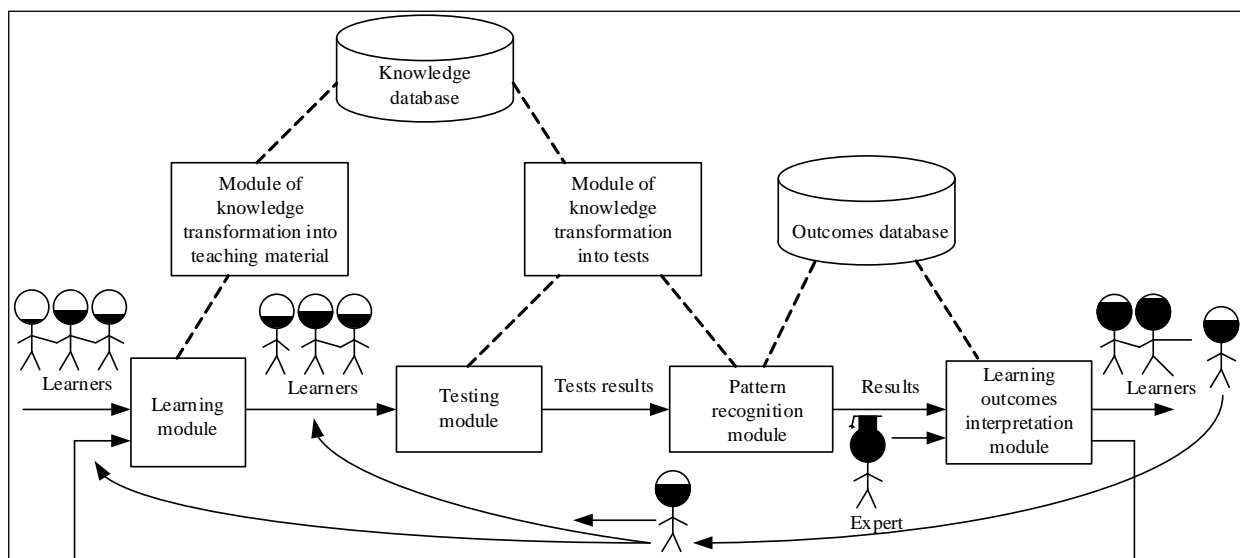 Knowledge
database
Module of
knowledge
transformation into
teaching material
Module of
knowledge
transformation
into tests
Outcomes database
Learners
Learning
module
Learners
Testing
module
Tests results
Pattern
recognition
module
Results
Learning
outcomes
interpretation
module
Learners
Expert